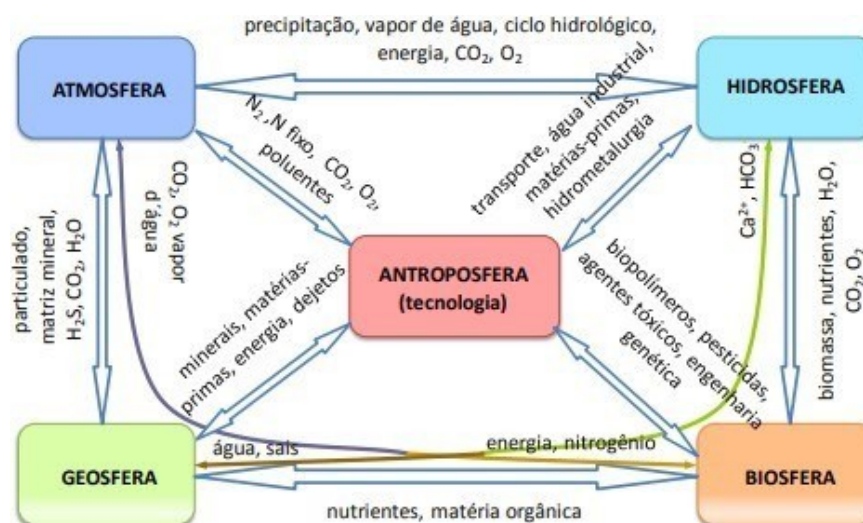 precipitação, vapor de água, ciclo hidrológico,
energia, CO₂, O₂
ATMOSFERA
HIDROSFERA
N₂ ,N fixo, CO₂, O₂,
poluentes
transporte, água industrial,
matérias-primas,
hidrometalurgia
CO₂, O₂ vapor
d´água
Ca²⁺, HCO₃⁻
particulado,
matriz mineral,
H₂S, CO₂, H₂O
biomassa, nutrientes, H₂O,
CO₂, O₂
ANTROPOSFERA
(tecnologia)
minerais, matérias-
primas, energia, dejetos
biopolímeros, pesticidas,
agentes tóxicos, engenharia
genética
água, sais
energia, nitrogênio
GEOSFERA
BIOSFERA
nutrientes, matéria orgânica